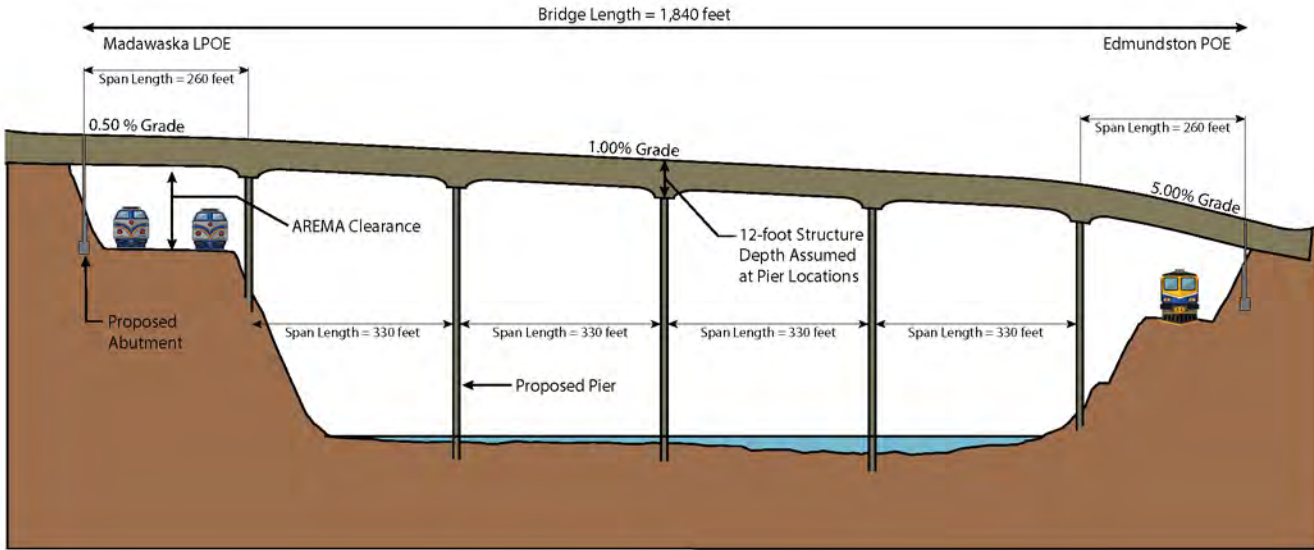 Bridge Length = 1,840 feet
Madawaska LPOE
Edmundston POE
Span Length = 260 feet
0.50 % Grade
Span Length = 260 feet
1.00% Grade
5.00% Grade
AREMA Clearance
12-foot Structure
Depth Assumed
at Pier Locations
Proposed
Abutment
Span Length = 330 feet
Span Length = 330 feet
Span Length = 330 feet
Span Length = 330 feet
Proposed Pier